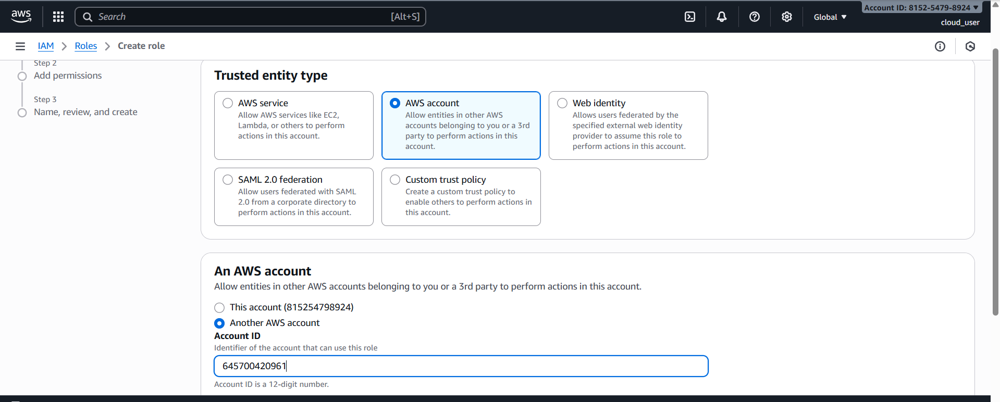 aws
Search [Alt+S]
Global
Account ID: 8152-5479-8924
cloud_user
IAM
Roles
Create role
Step 2
Add permissions
Step 3
Name, review, and create
Trusted entity type
AWS service
Allow AWS services like EC2,
Lambda, or others to perform
actions in this account.
AWS account
Allow entities in other AWS
accounts belonging to you or a 3rd
party to perform actions in this
account.
Web identity
Allows users federated by the
specified external web identity
provider to assume this role to
perform actions in this account.
SAML 2.0 federation
Allow users federated with SAML
2.0 from a corporate directory to
perform actions in this account.
Custom trust policy
Create a custom trust policy to
enable others to perform actions in
this account.
An AWS account
Allow entities in other AWS accounts belonging to you or a 3rd party to perform actions in this account.
This account (815254798924)
Another AWS account
Account ID
Identifier of the account that can use this role
645700420961
Account ID is a 12-digit number.